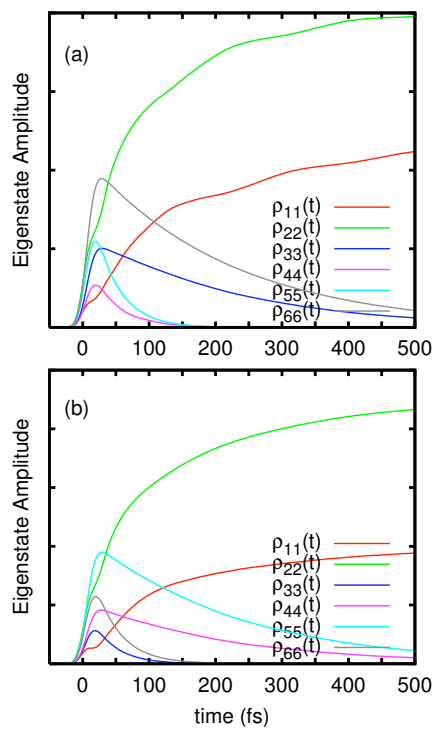 (a)
Eigenstate Amplitude
ρ11(t)
ρ22(t)
ρ33(t)
ρ44(t)
ρ55(t)
ρ66(t)
0 100 200 300 400 500
(b)
Eigenstate Amplitude
ρ11(t)
ρ22(t)
ρ33(t)
ρ44(t)
ρ55(t)
ρ66(t)
0 100 200 300 400 500
time (fs)